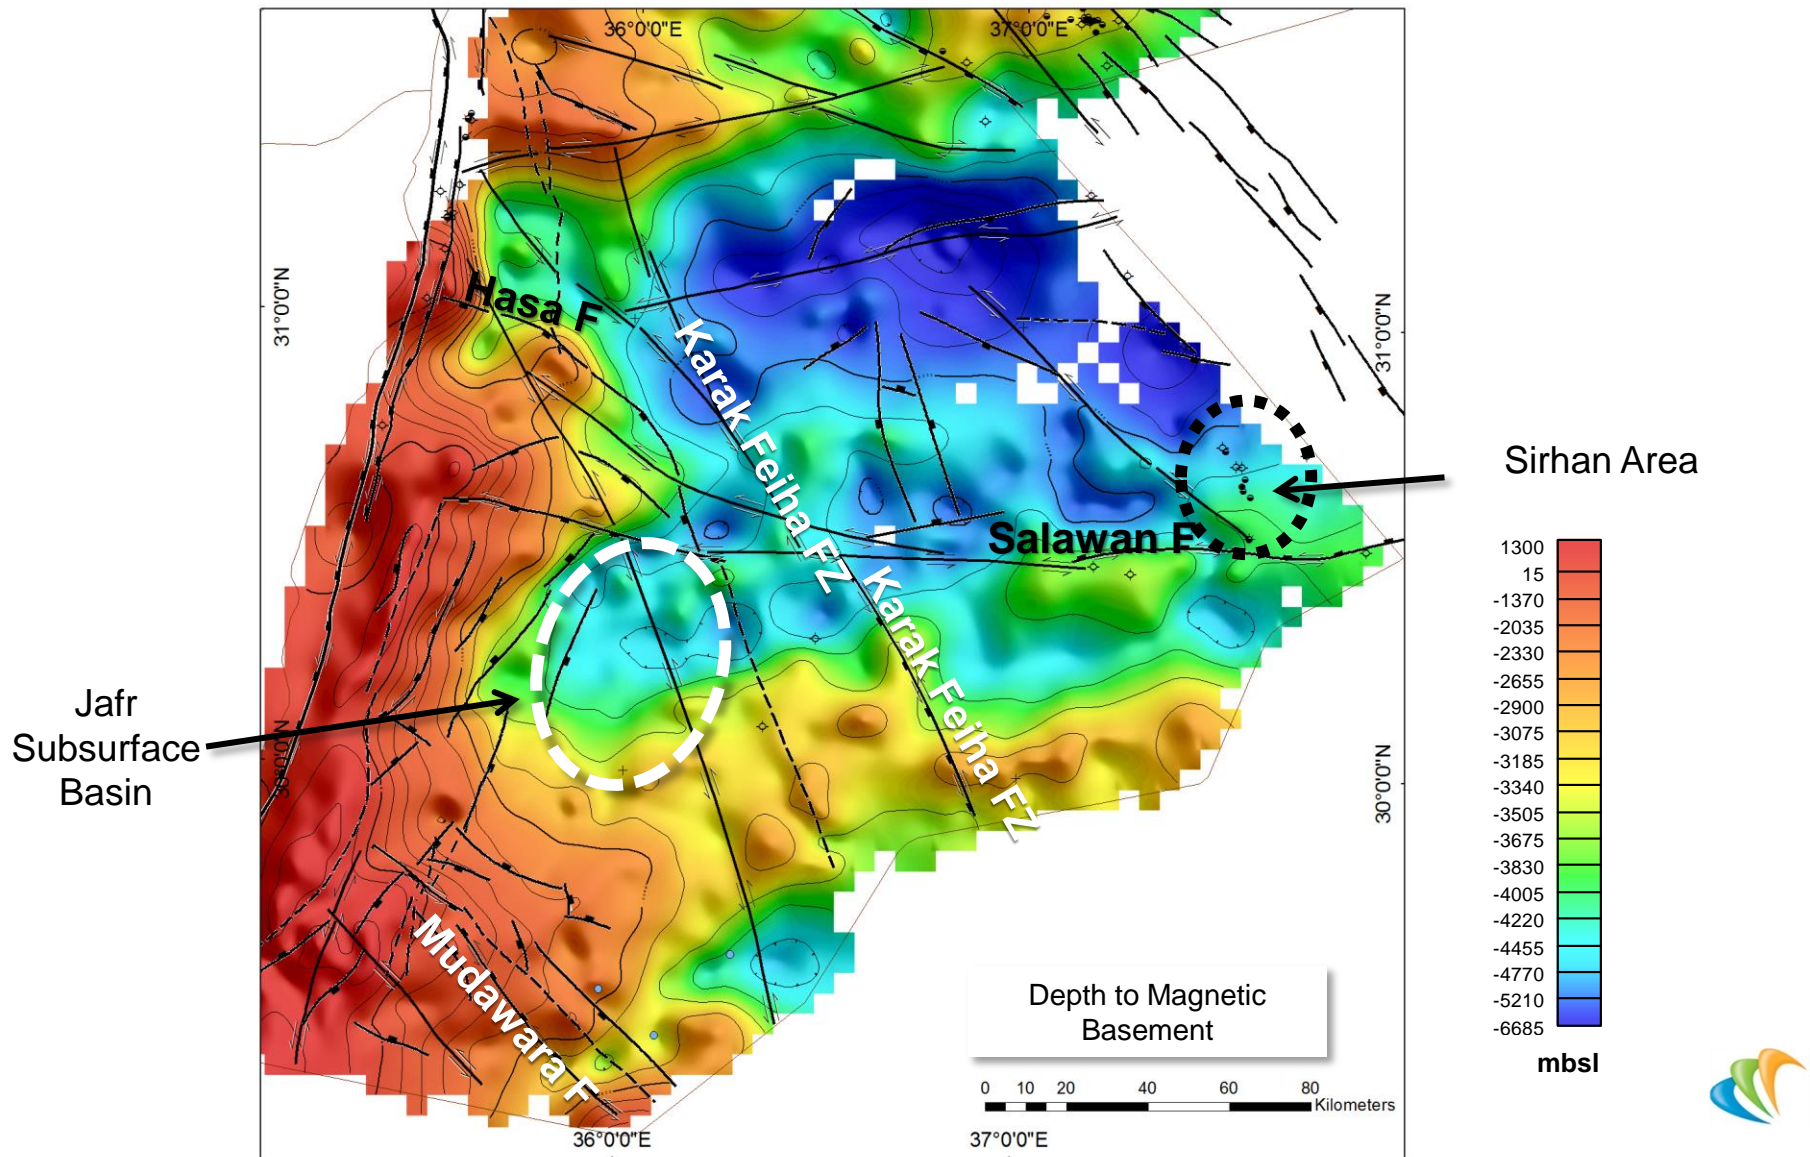 36°0'0"E
37°0'0"E
31°0'0"N
31°0'0"N
Hasa F
Karak Feiha FZ
Sirhan Area
Salawan F
Karak Feiha FZ
Jafr
Subsurface
Basin
30°0'0"N
30°0'0"N
Mudawara F
Depth to Magnetic
Basement
0 10 20 40 60 80
Kilometers
36°0'0"E
37°0'0"E
1300
15
-1370
-2035
-2330
-2655
-2900
-3075
-3185
-3340
-3505
-3675
-3830
-4005
-4220
-4455
-4770
-5210
-6685
mbsl